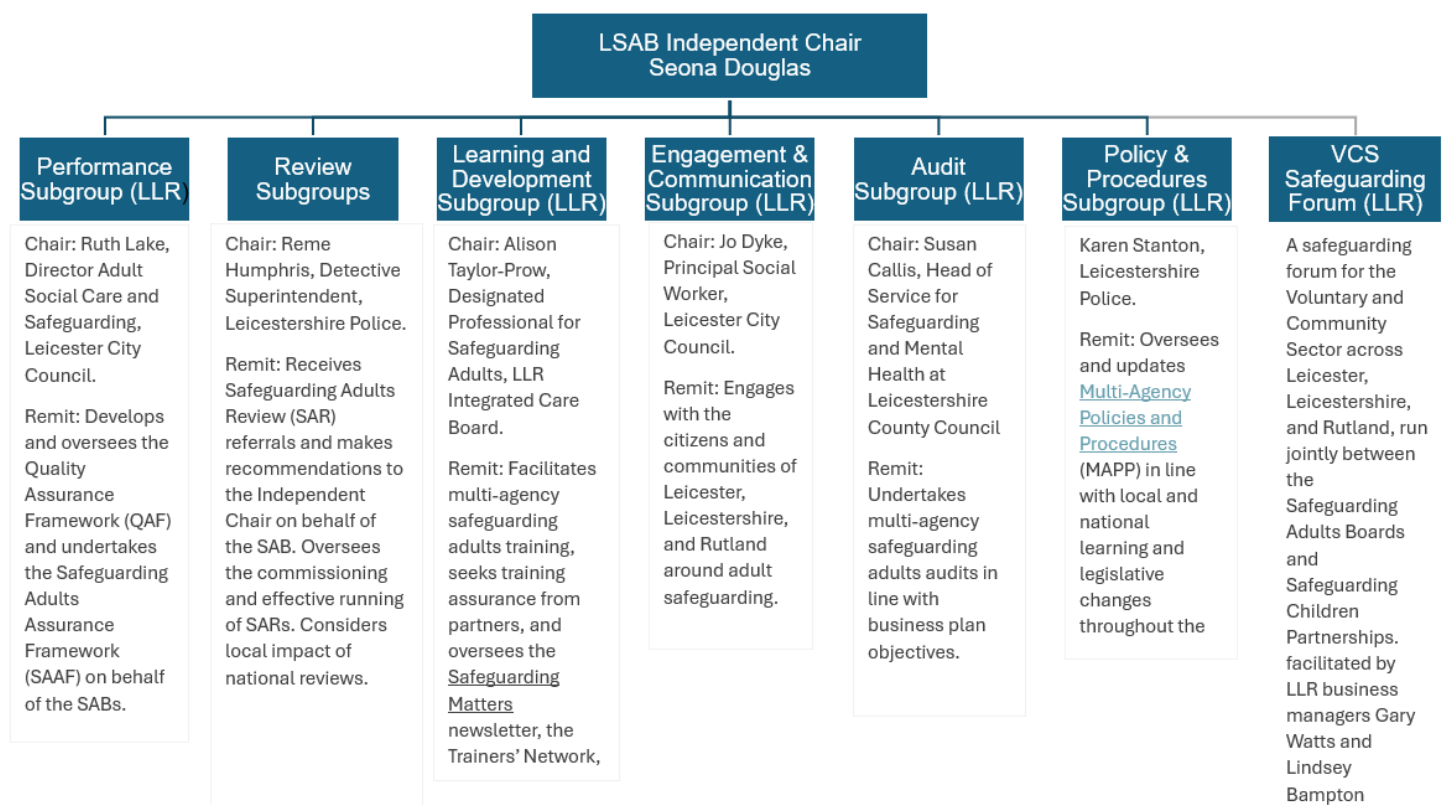 LSAB Independent Chair
Seona Douglas
Performance
Subgroup (LLR)
Chair: Ruth Lake,
Director Adult
Social Care and
Safeguarding,
Leicester City
Council.
Remit: Develops
and oversees the
Quality
Assurance
Framework (QAF)
and undertakes
the Safeguarding
Adults
Assurance
Framework
(SAAF) on behalf
of the SABs.
Review
Subgroups
Chair: Reme
Humphris, Detective
Superintendent,
Leicestershire Police.
Remit: Receives
Safeguarding Adults
Review (SAR)
referrals and makes
recommendations to
the Independent
Chair on behalf of
the SAB. Oversees
the commissioning
and effective running
of SARs. Considers
local impact of
national reviews.
Learning and
Development
Subgroup (LLR)
Chair: Alison
Taylor-Prow,
Designated
Professional for
Safeguarding
Adults, LLR
Integrated Care
Board.
Remit: Facilitates
multi-agency
safeguarding
adults training,
seeks training
assurance from
partners, and
oversees the
Safeguarding
Matters
newsletter, the
Trainers’ Network,
Engagement &
Communication
Subgroup (LLR)
Chair: Jo Dyke,
Principal Social
Worker,
Leicester City
Council.
Remit: Engages
with the
citizens and
communities of
Leicester,
Leicestershire,
and Rutland
around adult
safeguarding.
Audit
Subgroup (LLR)
Chair: Susan
Callis, Head of
Service for
Safeguarding
and Mental
Health at
Leicestershire
County Council
Remit:
Undertakes
multi-agency
safeguarding
adults audits in
line with
business plan
objectives.
Policy &
Procedures
Subgroup (LLR)
Karen Stanton,
Leicestershire
Police.
Remit: Oversees
and updates
Multi-Agency
Policies and
Procedures
(MAPP) in line
with local and
national
learning and
legislative
changes
throughout the
VCS
Safeguarding
Forum (LLR)
A safeguarding
forum for the
Voluntary and
Community
Sector across
Leicester,
Leicestershire,
and Rutland, run
jointly between
the
Safeguarding
Adults Boards
and
Safeguarding
Children
Partnerships.
facilitated by
LLR business
managers Gary
Watts and
Lindsey
Bampton